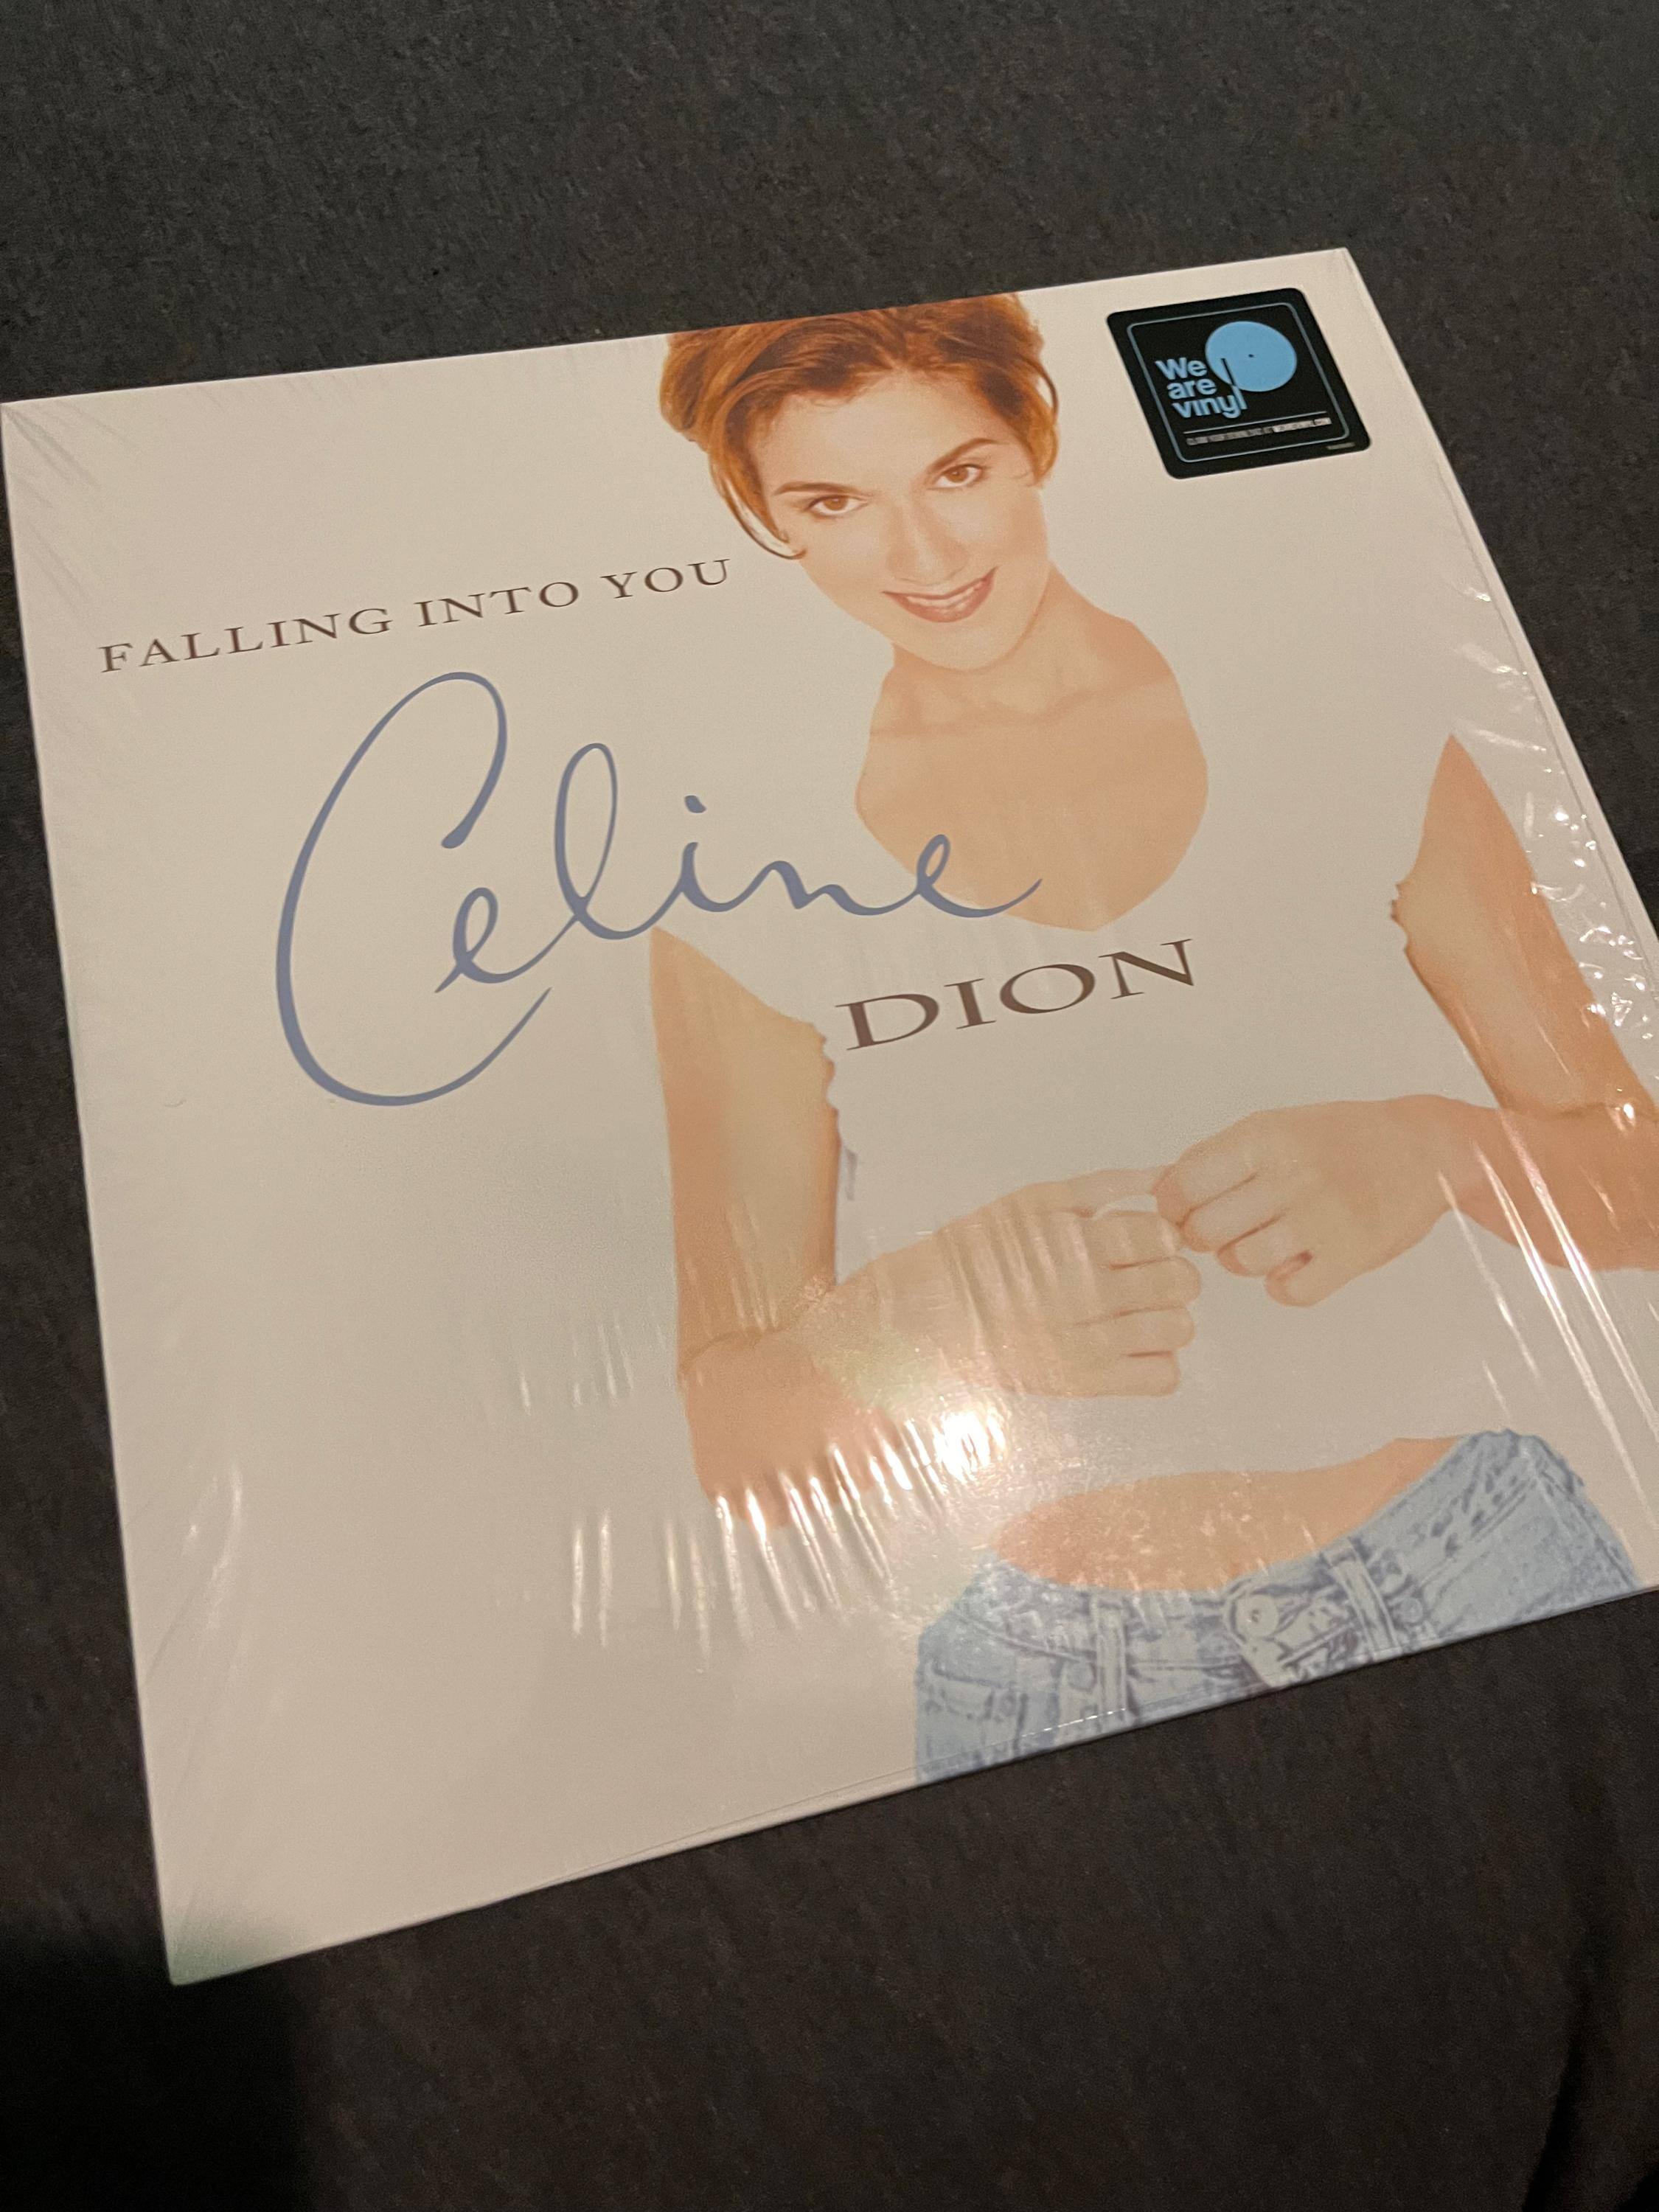 We
are
vinyl
FALLING INTO YOU
Celine
DION